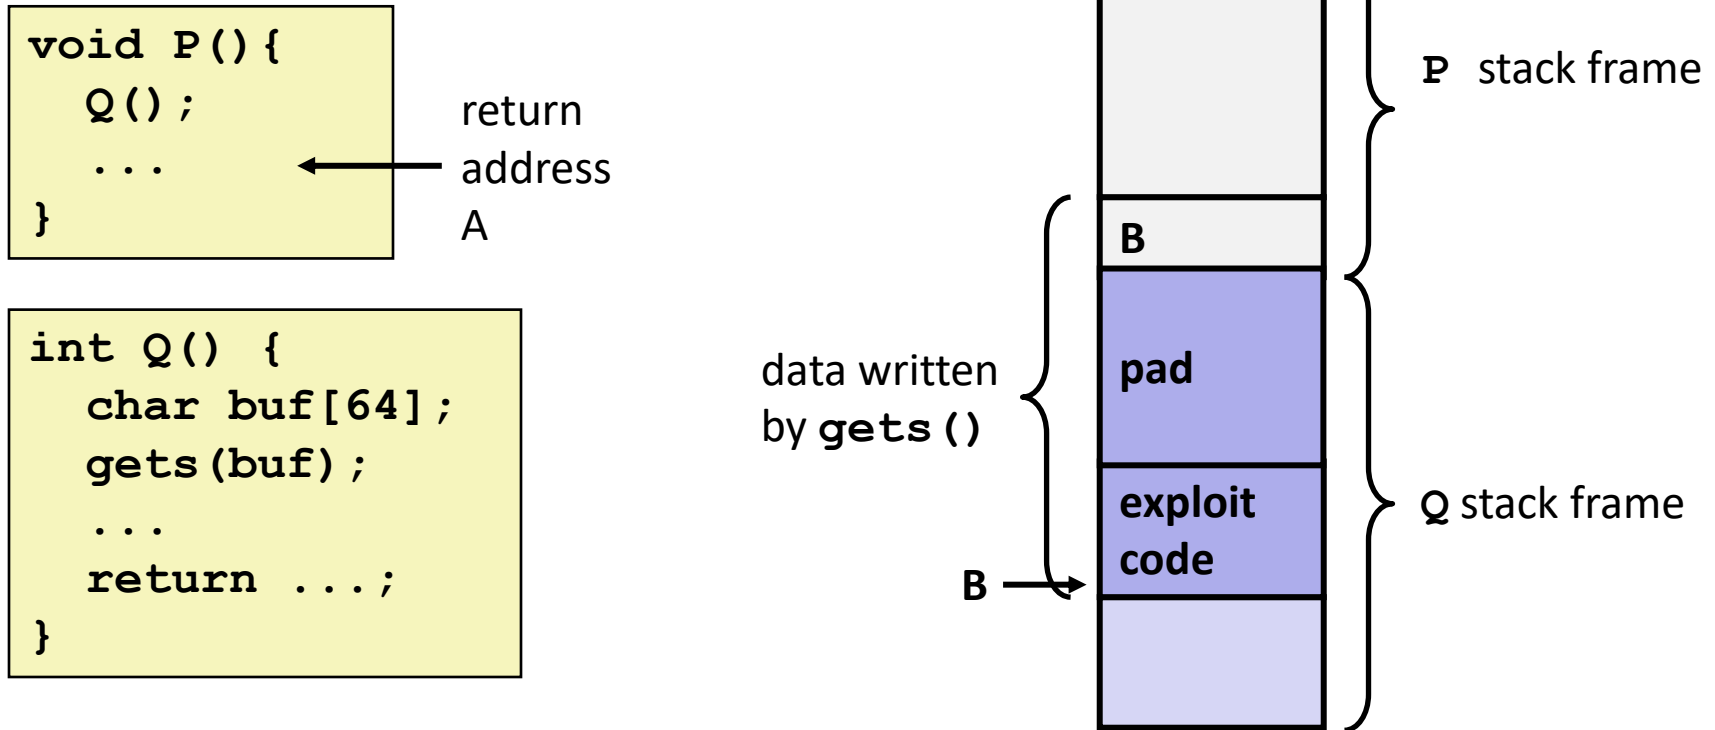 void P(){
  Q();
  ...
}
return
address
A
int Q() {
  char buf[64];
  gets(buf);
  ...
  return ...;
}
data written
by gets()
B
B
pad
exploit
code
P stack frame
Q stack frame